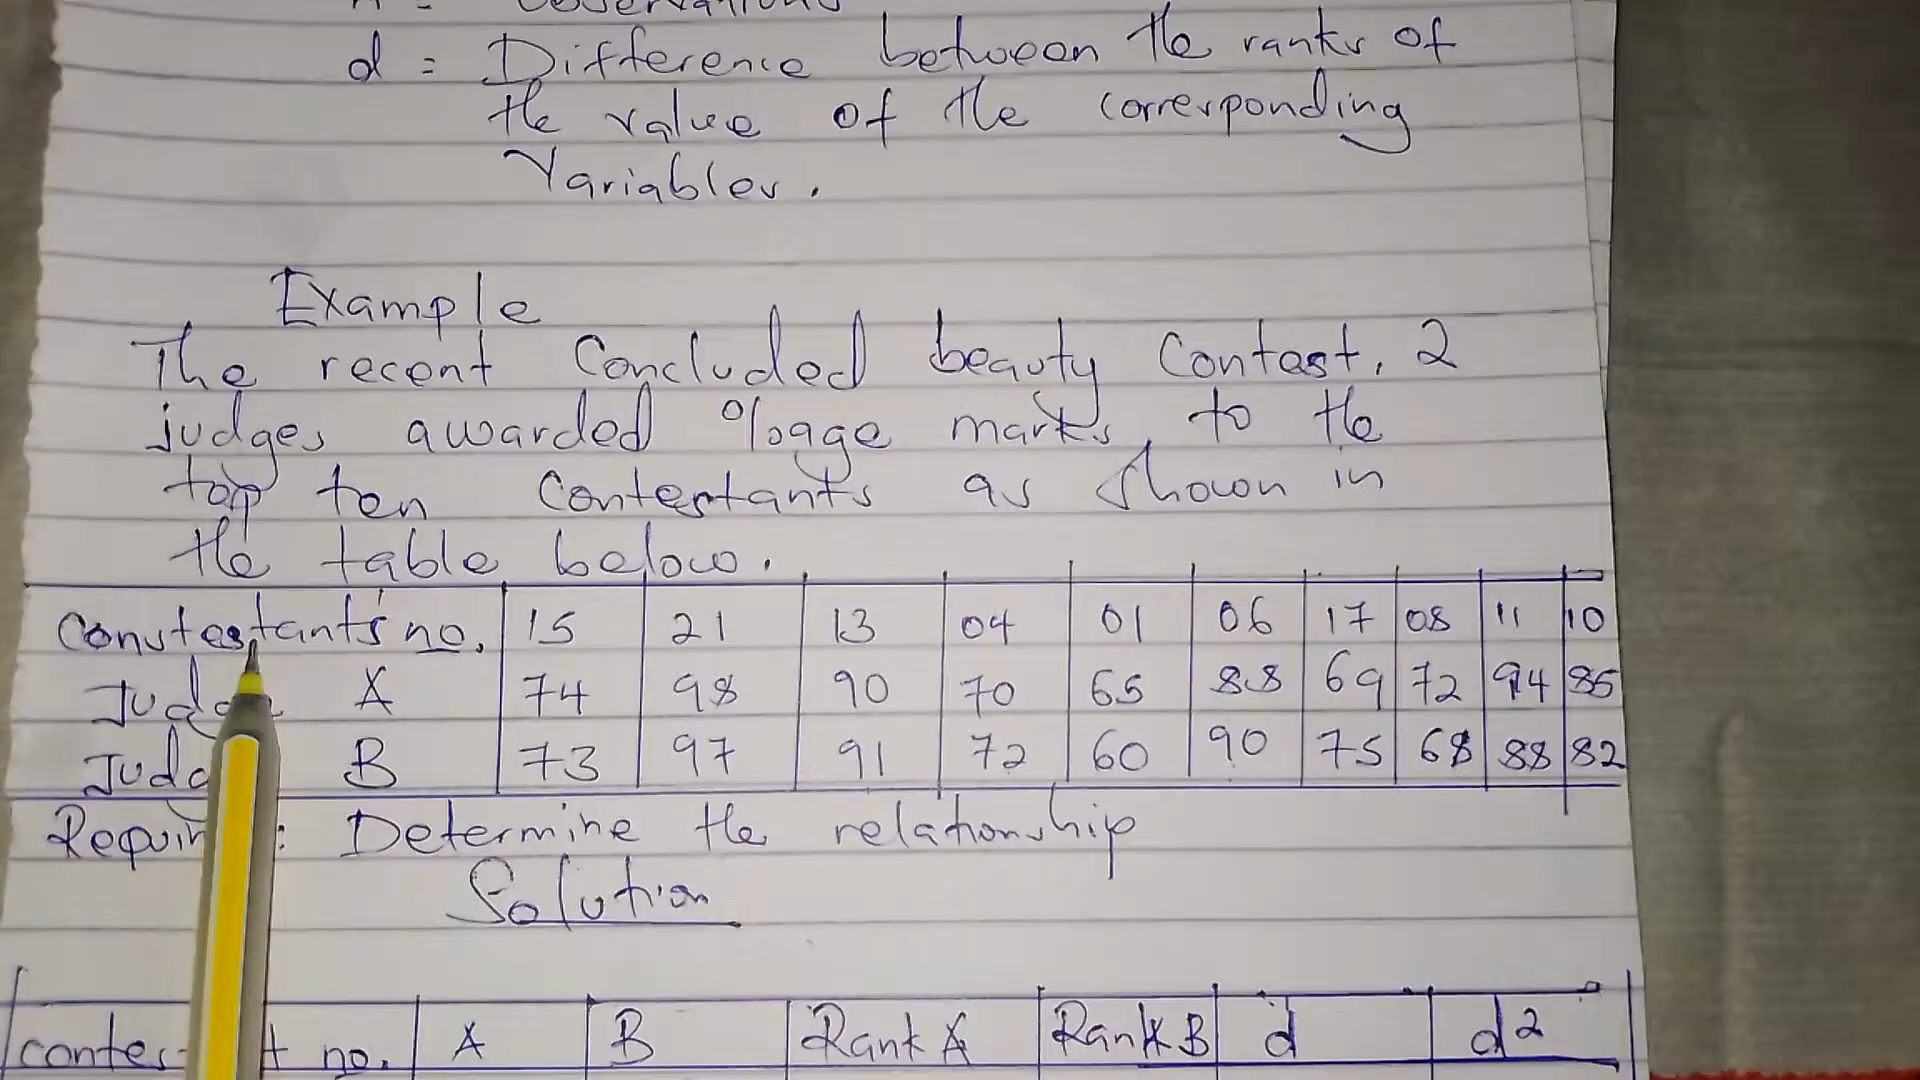 d = Difference between the ranks of
the value of the corresponding
Variables.
Example
The recent Concluded beauty Contest, 2
judges awarded %age marks, to the
top ten Contestants as shown in
the table below.
Conutestant's no. 15 21 13 04 01 06 17 08 11 10
A 74 98 90 70 65 88 69 72 94 85
B 73 97 91 72 60 90 75 68 88 82
: Determine the relationship
Solution
no. A B Rank A Rank B d d²